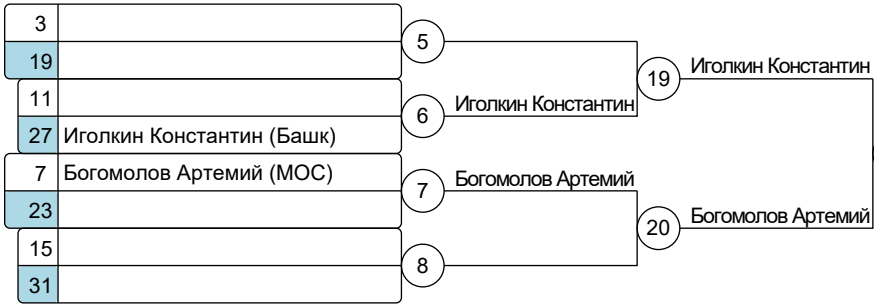 3
19
5
11
27 Иголкин Константин (Башк)
6
Иголкин Константин
19
Иголкин Константин
7 Богомолов Артемий (МОС)
23
7
Богомолов Артемий
15
31
8
20
Богомолов Артемий